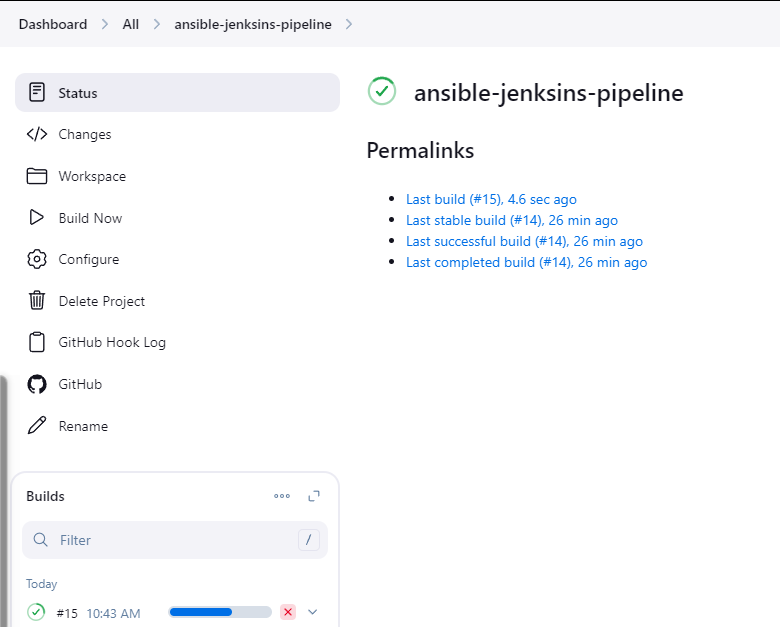 Dashboard > All > ansible-jenksins-pipeline >
Status
Changes
Workspace
Build Now
Configure
Delete Project
GitHub Hook Log
GitHub
Rename
Builds
Filter /
Today
#15 10:43 AM
ansible-jenksins-pipeline
Permalinks
Last build (#15), 4.6 sec ago
Last stable build (#14), 26 min ago
Last successful build (#14), 26 min ago
Last completed build (#14), 26 min ago